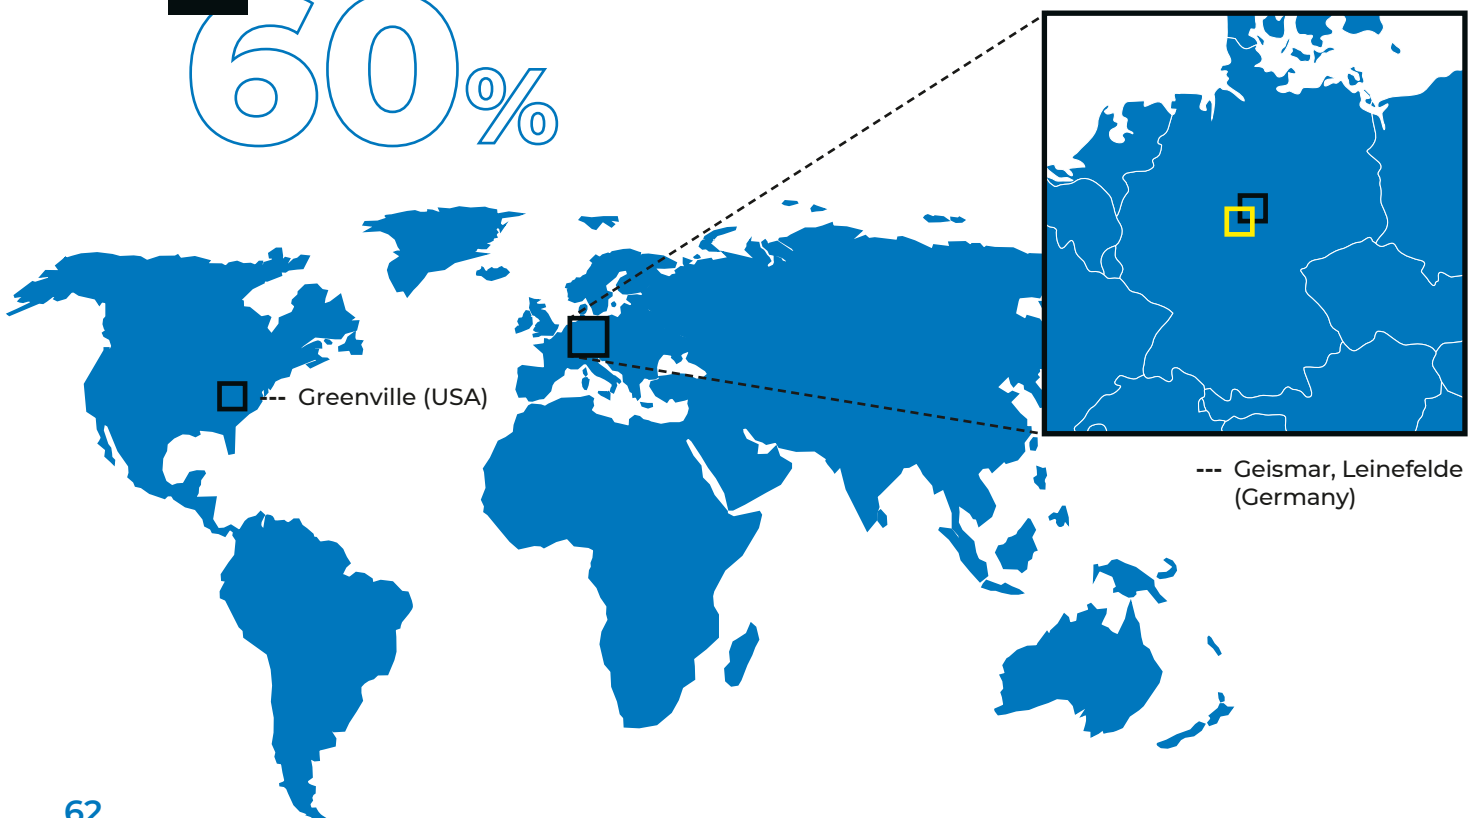 60%
--- Greenville (USA)
--- Geismar, Leinefelde
(Germany)
62